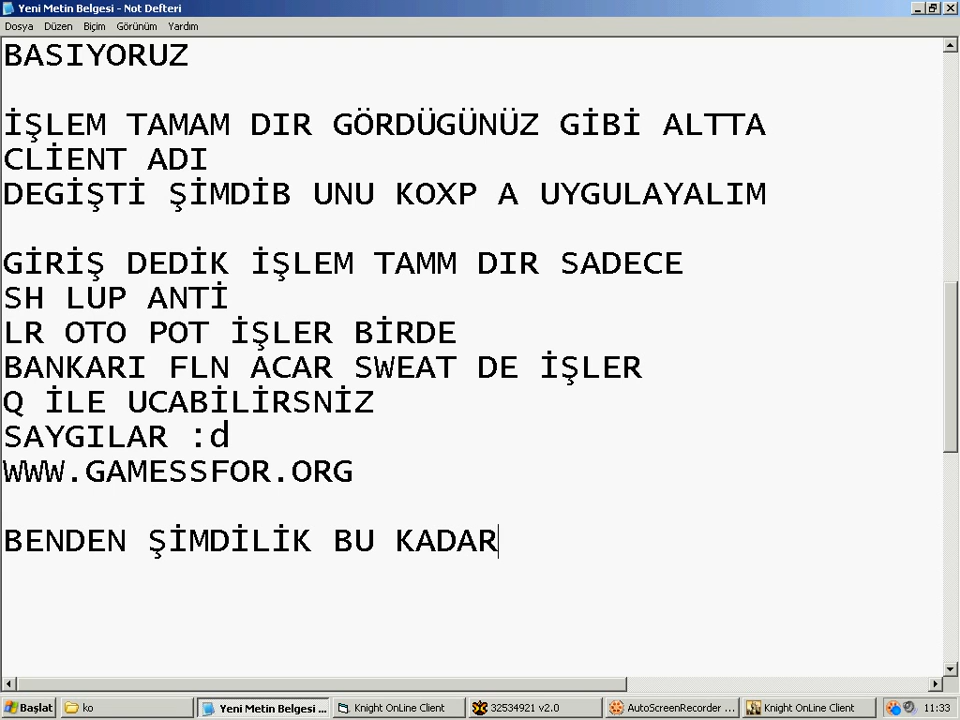 Yeni Metin Belgesi - Not Defteri
Dosya Düzen Biçim Görünüm Yardım
BASIYORUZ
İŞLEM TAMAM DIR GÖRDÜGÜNÜZ GİBİ ALTTA
CLİENT ADI
DEGİŞTİ ŞİMDİB UNU KOXP A UYGULAYALIM
GİRİŞ DEDİK İŞLEM TAMM DIR SADECE
SH LUP ANTİ
LR OTO POT İŞLER BİRDE
BANKARI FLN ACAR SWEAT DE İŞLER
Q İLE UCABİLİRSNİZ
SAYGILAR :d
WWW.GAMESSFOR.ORG
BENDEN ŞİMDİLİK BU KADAR
Başlat ko Yeni Metin Belgesi ... Knight OnLine Client 32534921 v2.0 AutoScreenRecorder ... Knight OnLine Client 11:33